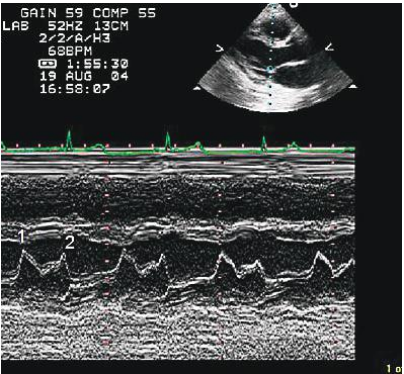 GAIN 59 COMP 55
LAB 52HZ 13CM
2/2/A/H3
68BPM
1:55:30
19 AUG 04
16:58:07
1 2
1 o